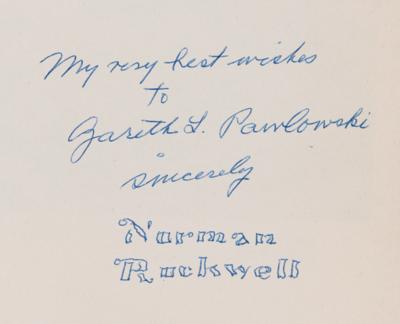 My very best wishes
to
Gareth L. Pawlowski
sincerely
Norman
Rockwell